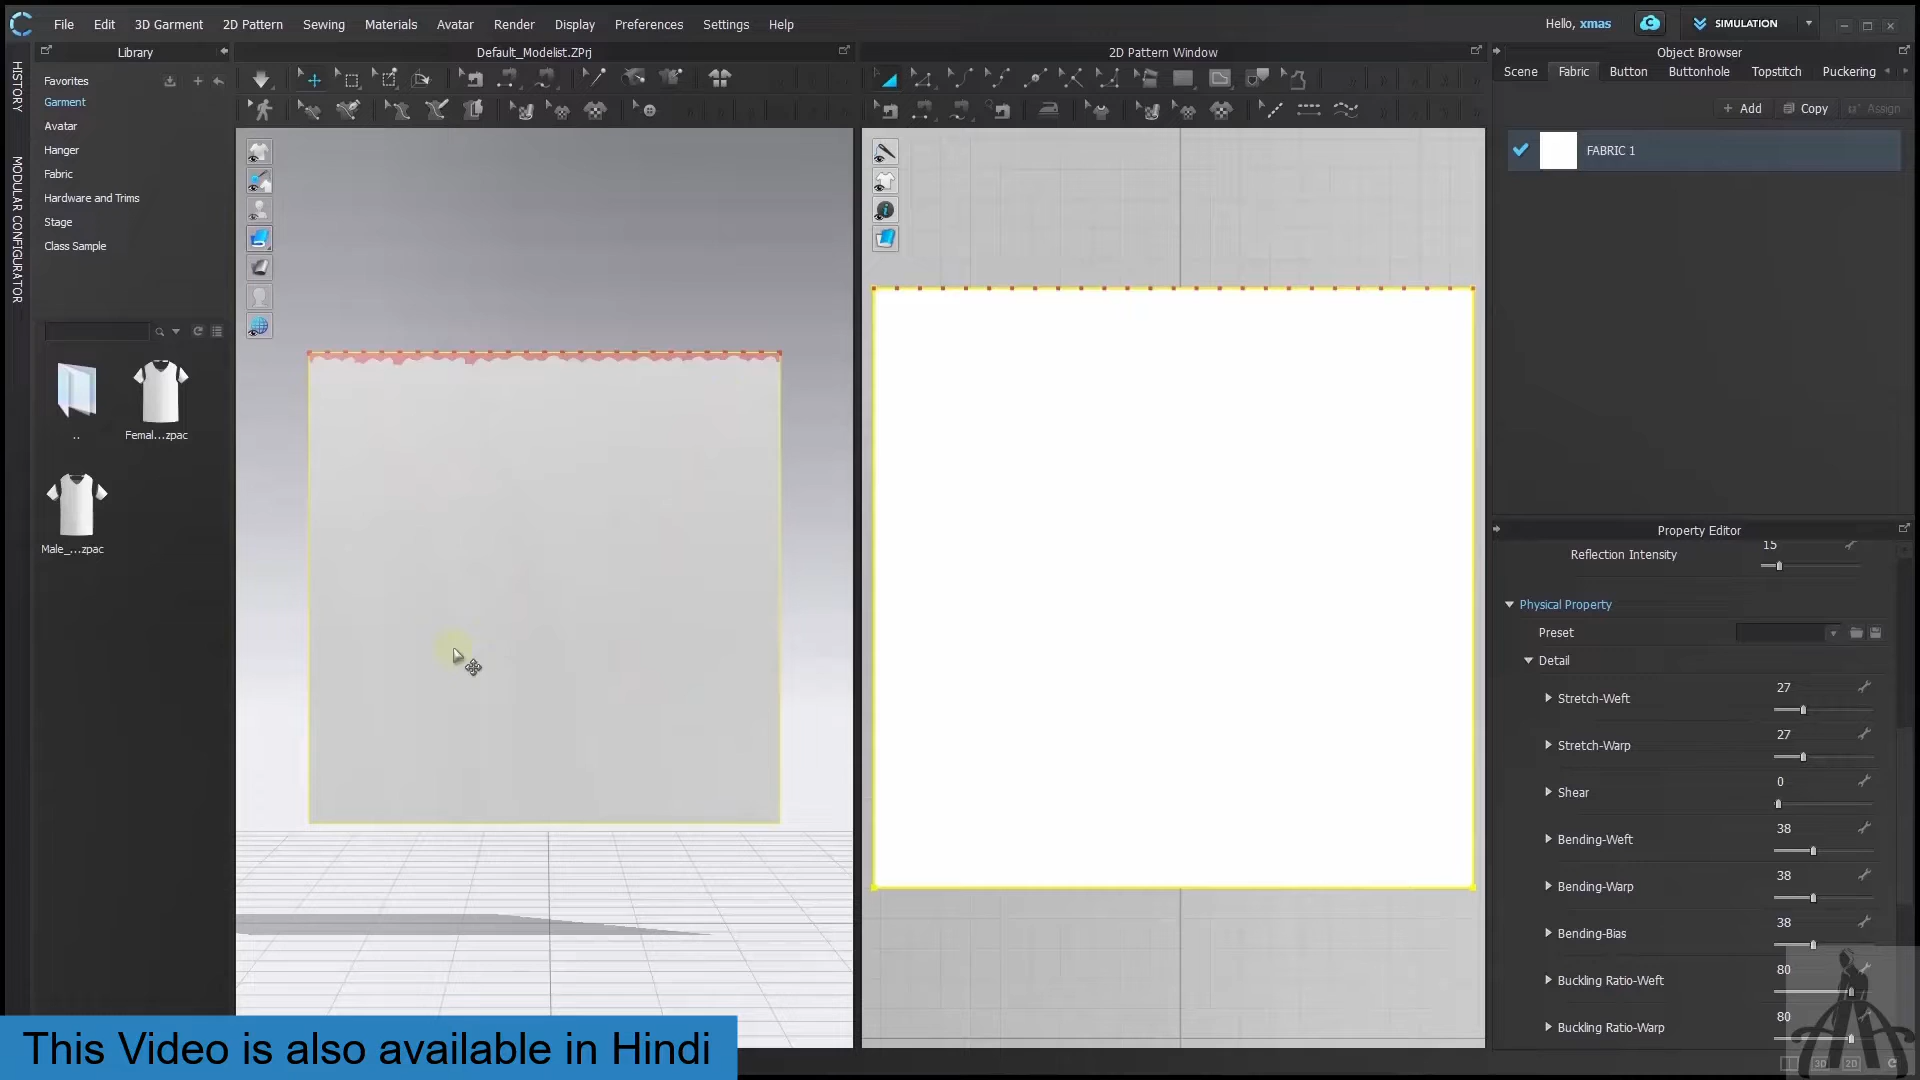 File Edit 3D Garment 2D Pattern Sewing Materials Avatar Render Display Preferences Settings Help
Hello, xmas
SIMULATION
Library
Default_Modelist.ZPrj
2D Pattern Window
Object Browser
HISTORY
MODULAR CONFIGURATOR
Favorites
Garment
Avatar
Hanger
Fabric
Hardware and Trims
Stage
Class Sample
..
Femal...zpac
Male_...zpac
Scene Fabric Button Buttonhole Topstitch Puckering
+ Add Copy Assign
FABRIC 1
Property Editor
Reflection Intensity 15
Physical Property
Preset
Detail
Stretch-Weft 27
Stretch-Warp 27
Shear 0
Bending-Weft 38
Bending-Warp 38
Bending-Bias 38
Buckling Ratio-Weft 80
Buckling Ratio-Warp 80
3D 2D
This Video is also available in Hindi